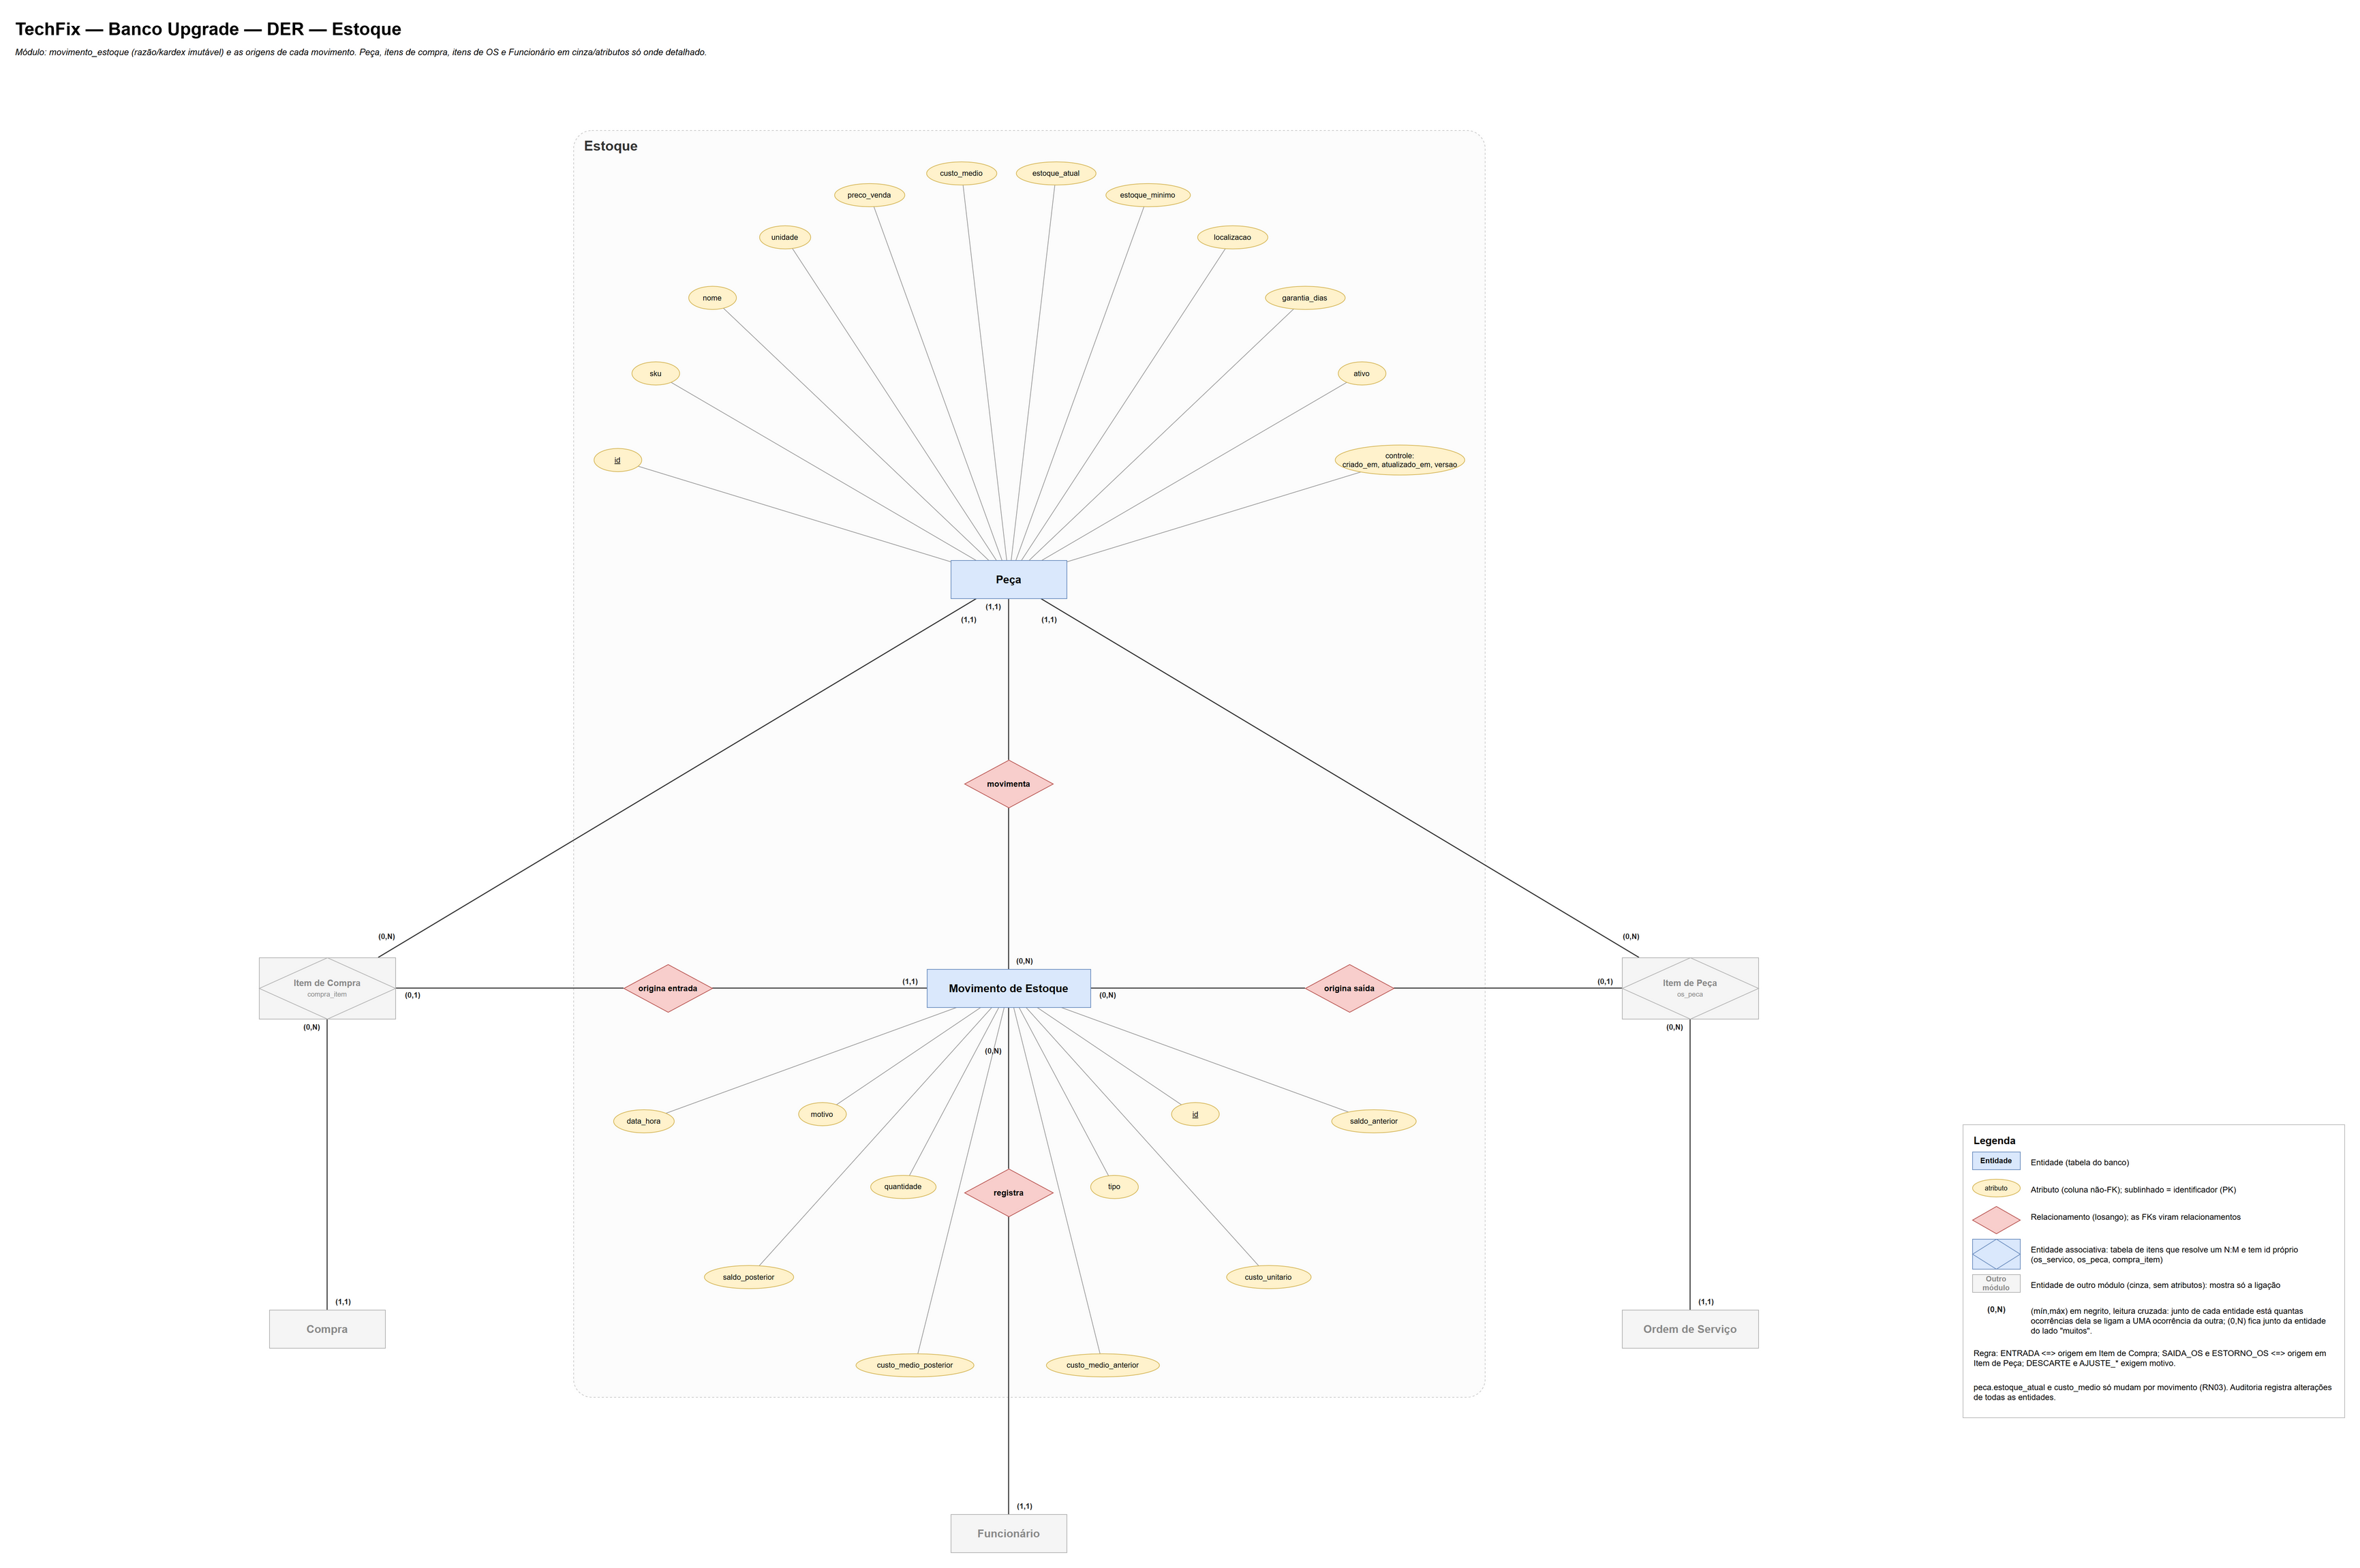 TechFix — Banco Upgrade — DER — Estoque
Módulo: movimento_estoque (razão/kardex imutável) e as origens de cada movimento. Peça, itens de compra, itens de OS e Funcionário em cinza/atributos só onde detalhado.
Estoque
custo_medio
estoque_atual
preco_venda
estoque_minimo
unidade
localizacao
nome
garantia_dias
sku
ativo
id
controle:
criado_em, atualizado_em, versao
Peça
(1,1)
(1,1)
(1,1)
movimenta
(0,N)
(0,N)
(0,N)
Item de Compra
compra_item
(0,1)
origina entrada
(1,1)
Movimento de Estoque
(0,N)
origina saída
(0,1)
Item de Peça
os_peca
(0,N)
(0,N)
(0,N)
data_hora
motivo
id
saldo_anterior
quantidade
registra
tipo
saldo_posterior
custo_unitario
(1,1)
(1,1)
Compra
Ordem de Serviço
custo_medio_posterior
custo_medio_anterior
(1,1)
Funcionário
Legenda
Entidade
Entidade (tabela do banco)
atributo
Atributo (coluna não-FK); sublinhado = identificador (PK)
Relacionamento (losango); as FKs viram relacionamentos
Entidade associativa: tabela de itens que resolve um N:M e tem id próprio
(os_servico, os_peca, compra_item)
Outro
módulo
Entidade de outro módulo (cinza, sem atributos): mostra só a ligação
(0,N)
(mín,máx) em negrito, leitura cruzada: junto de cada entidade está quantas
ocorrências dela se ligam a UMA ocorrência da outra; (0,N) fica junto da entidade
do lado "muitos".
Regra: ENTRADA <=> origem em Item de Compra; SAIDA_OS e ESTORNO_OS <=> origem em
Item de Peça; DESCARTE e AJUSTE_* exigem motivo.
peca.estoque_atual e custo_medio só mudam por movimento (RN03). Auditoria registra alterações
de todas as entidades.